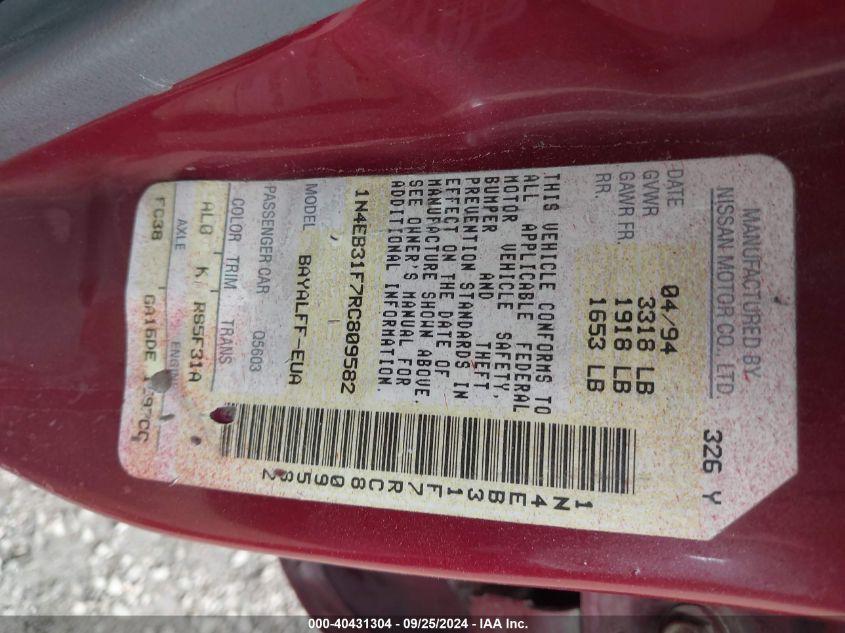 MANUFACTURED BY
NISSAN MOTOR CO., LTD.
326 Y
DATE 04/94
GVWR 3318 LB
GAWR FR. 1918 LB
RR. 1653 LB
THIS VEHICLE CONFORMS TO
ALL APPLICABLE FEDERAL
MOTOR VEHICLE SAFETY,
BUMPER AND THEFT
PREVENTION STANDARDS IN
EFFECT ON THE DATE OF
MANUFACTURE SHOWN ABOVE.
SEE OWNER'S MANUAL FOR
ADDITIONAL INFORMATION.
1N4EB31F7RC809582
1N4EB31F7RC809582
MODEL BAYALFF-EUA
PASSENGER CAR Q5603
COLOR TRIM TRANS
AL0 K RS5F31A
AXLE ENGINE
FC38 GA16DE
000-40431304 • 09/25/2024 • IAA Inc.